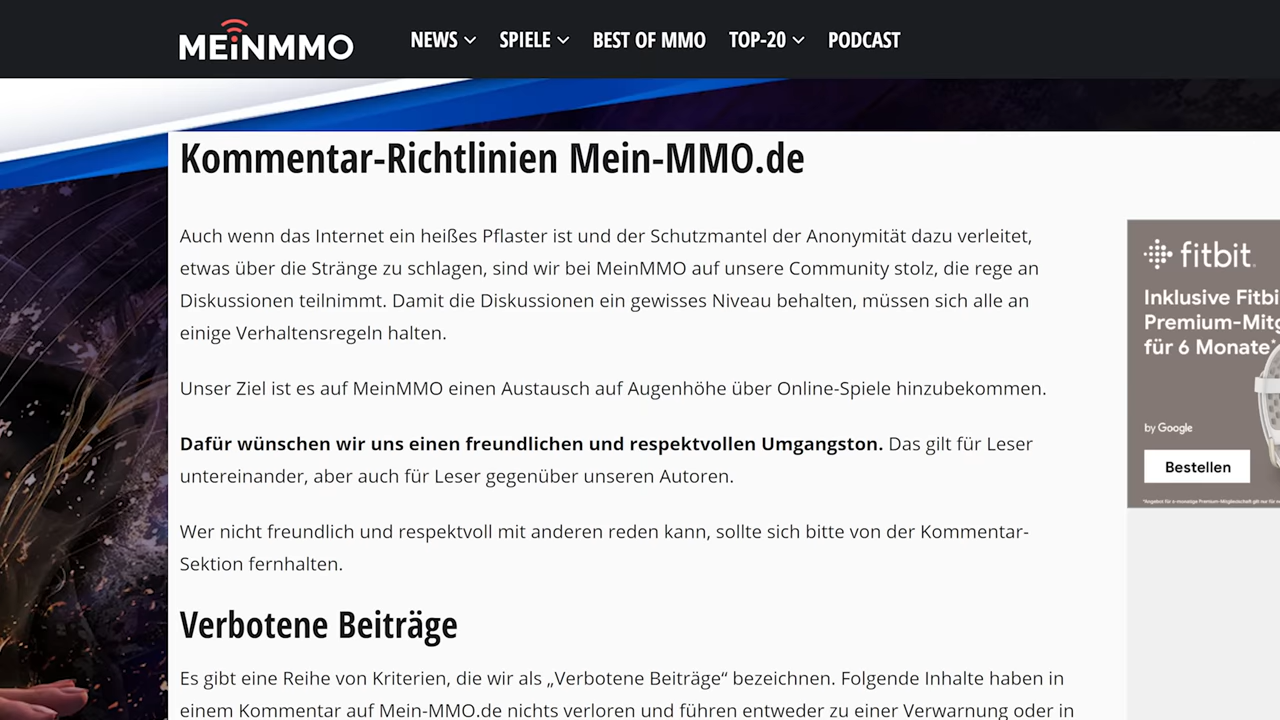 MEiNMMO
NEWS SPIELE BEST OF MMO TOP-20 PODCAST
Kommentar-Richtlinien Mein-MMO.de
Auch wenn das Internet ein heißes Pflaster ist und der Schutzmantel der Anonymität dazu verleitet,
etwas über die Stränge zu schlagen, sind wir bei MeinMMO auf unsere Community stolz, die rege an
Diskussionen teilnimmt. Damit die Diskussionen ein gewisses Niveau behalten, müssen sich alle an
einige Verhaltensregeln halten.
Unser Ziel ist es auf MeinMMO einen Austausch auf Augenhöhe über Online-Spiele hinzubekommen.
Dafür wünschen wir uns einen freundlichen und respektvollen Umgangston. Das gilt für Leser
untereinander, aber auch für Leser gegenüber unseren Autoren.
Wer nicht freundlich und respektvoll mit anderen reden kann, sollte sich bitte von der Kommentar-
Sektion fernhalten.
Verbotene Beiträge
Es gibt eine Reihe von Kriterien, die wir als „Verbotene Beiträge“ bezeichnen. Folgende Inhalte haben in
einem Kommentar auf Mein-MMO.de nichts verloren und führen entweder zu einer Verwarnung oder in
fitbit.
Inklusive Fitbi
Premium-Mitg
für 6 Monate*
by Google
Bestellen